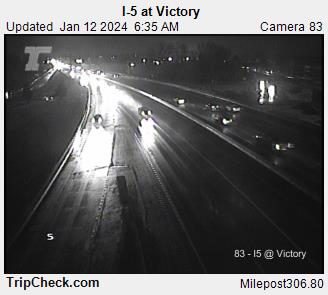 I-5 at Victory
Updated Jan 12 2024 6:35 AM Camera 83
S
83 - I5 @ Victory
TripCheck.com Milepost306.80